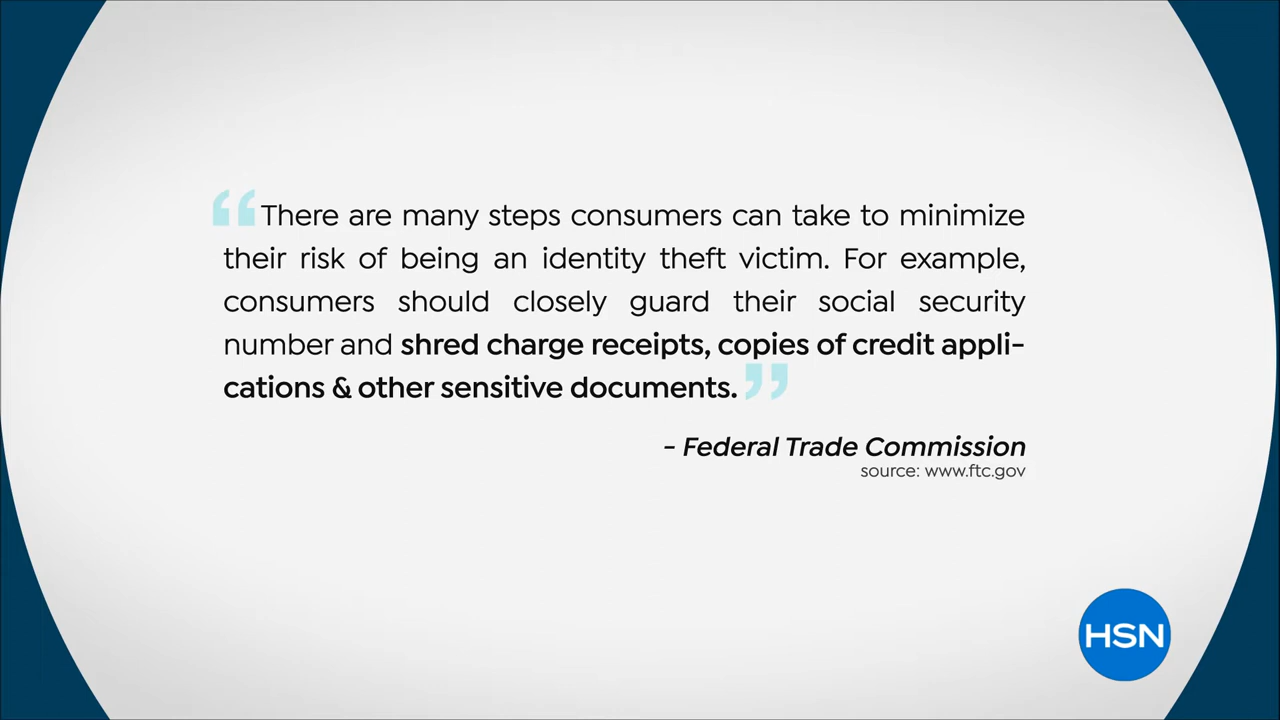 “There are many steps consumers can take to minimize
their risk of being an identity theft victim. For example,
consumers should closely guard their social security
number and shred charge receipts, copies of credit appli-
cations & other sensitive documents.”
- Federal Trade Commission
source: www.ftc.gov
HSN